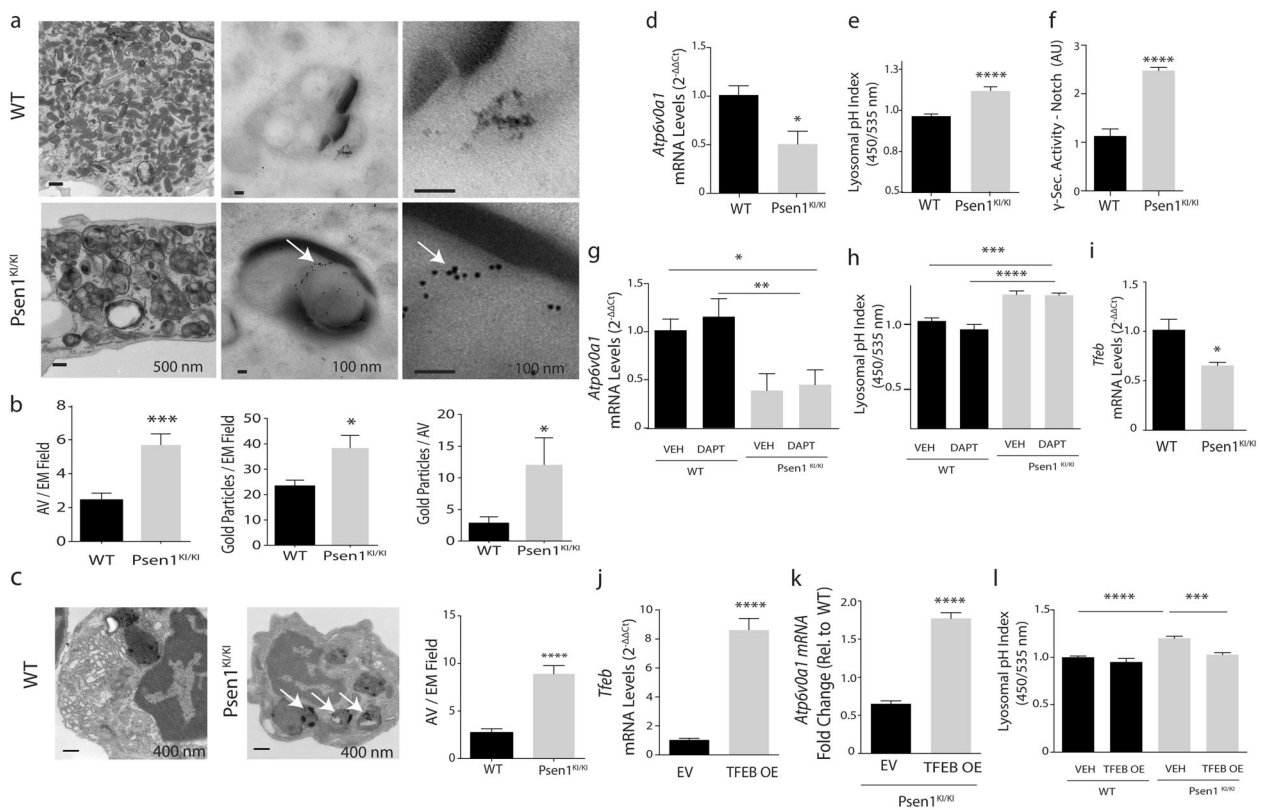 a
WT
Psen1KI/KI
500 nm
100 nm
100 nm
b
AV / EM Field
8
6
4
2
0
***
WT
Psen1KI/KI
Gold Particles / EM Field
50
40
30
20
10
0
*
WT
Psen1KI/KI
Gold Particles / AV
20
15
10
5
0
*
WT
Psen1KI/KI
c
WT
400 nm
Psen1KI/KI
400 nm
AV / EM Field
15
10
5
0
****
WT
Psen1KI/KI
d
Atp6v0a1
mRNA Levels (2-ΔΔCt)
1.5
1.0
0.5
0
*
WT
Psen1KI/KI
e
Lyosomal pH Index
(450/535 nm)
1.0
1.0
0.8
0.5
****
WT
Psen1KI/KI
f
γ-Sec. Activity - Notch (AU)
3
2
1
0
****
WT
Psen1KI/KI
g
Atp6v0a1
mRNA Levels (2-ΔΔCt)
1.5
1.0
0.5
0
*
**
VEH
DAPT
VEH
DAPT
WT
Psen1 KI/KI
h
Lyosomal pH Index
(450/535 nm)
1.0
0.5
***
****
VEH
DAPT
VEH
DAPT
WT
Psen1 KI/KI
i
Tfeb
mRNA Levels (2-ΔΔCt)
1.5
1.0
0.5
0
*
WT
Psen1KI/KI
j
Tfeb
mRNA Levels (2-ΔΔCt)
10
8
6
4
2
0
****
EV
TFEB OE
k
Atp6v0a1 mRNA
Fold Change (Rel. to WT)
2.0
1.5
1.0
0.5
0.0
****
EV
TFEB OE
Psen1KI/KI
l
Lyosomal pH Index
(450/535 nm)
1.5
1.0
0.5
0
****
***
VEH
TFEB OE
VEH
TFEB OE
WT
Psen1 KI/KI